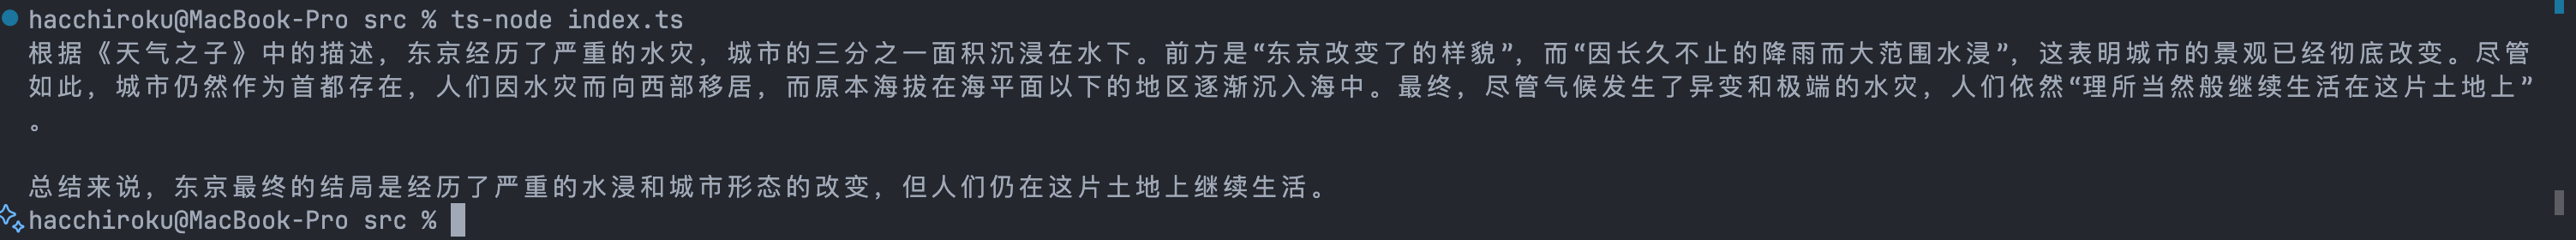 hacchiroku@MacBook-Pro src % ts-node index.ts
根据《天气之子》中的描述，东京经历了严重的水灾，城市的三分之一面积沉浸在水下。前方是“东京改变了的样貌”，而“因长久不止的降雨而大范围水浸”，这表明城市的景观已经彻底改变。尽管
如此，城市仍然作为首都存在，人们因水灾而向西部移居，而原本海拔在海平面以下的地区逐渐沉入海中。最终，尽管气候发生了异变和极端的水灾，人们依然“理所当然般继续生活在这片土地上”
。
总结来说，东京最终的结局是经历了严重的水浸和城市形态的改变，但人们仍在这片土地上继续生活。
hacchiroku@MacBook-Pro src %